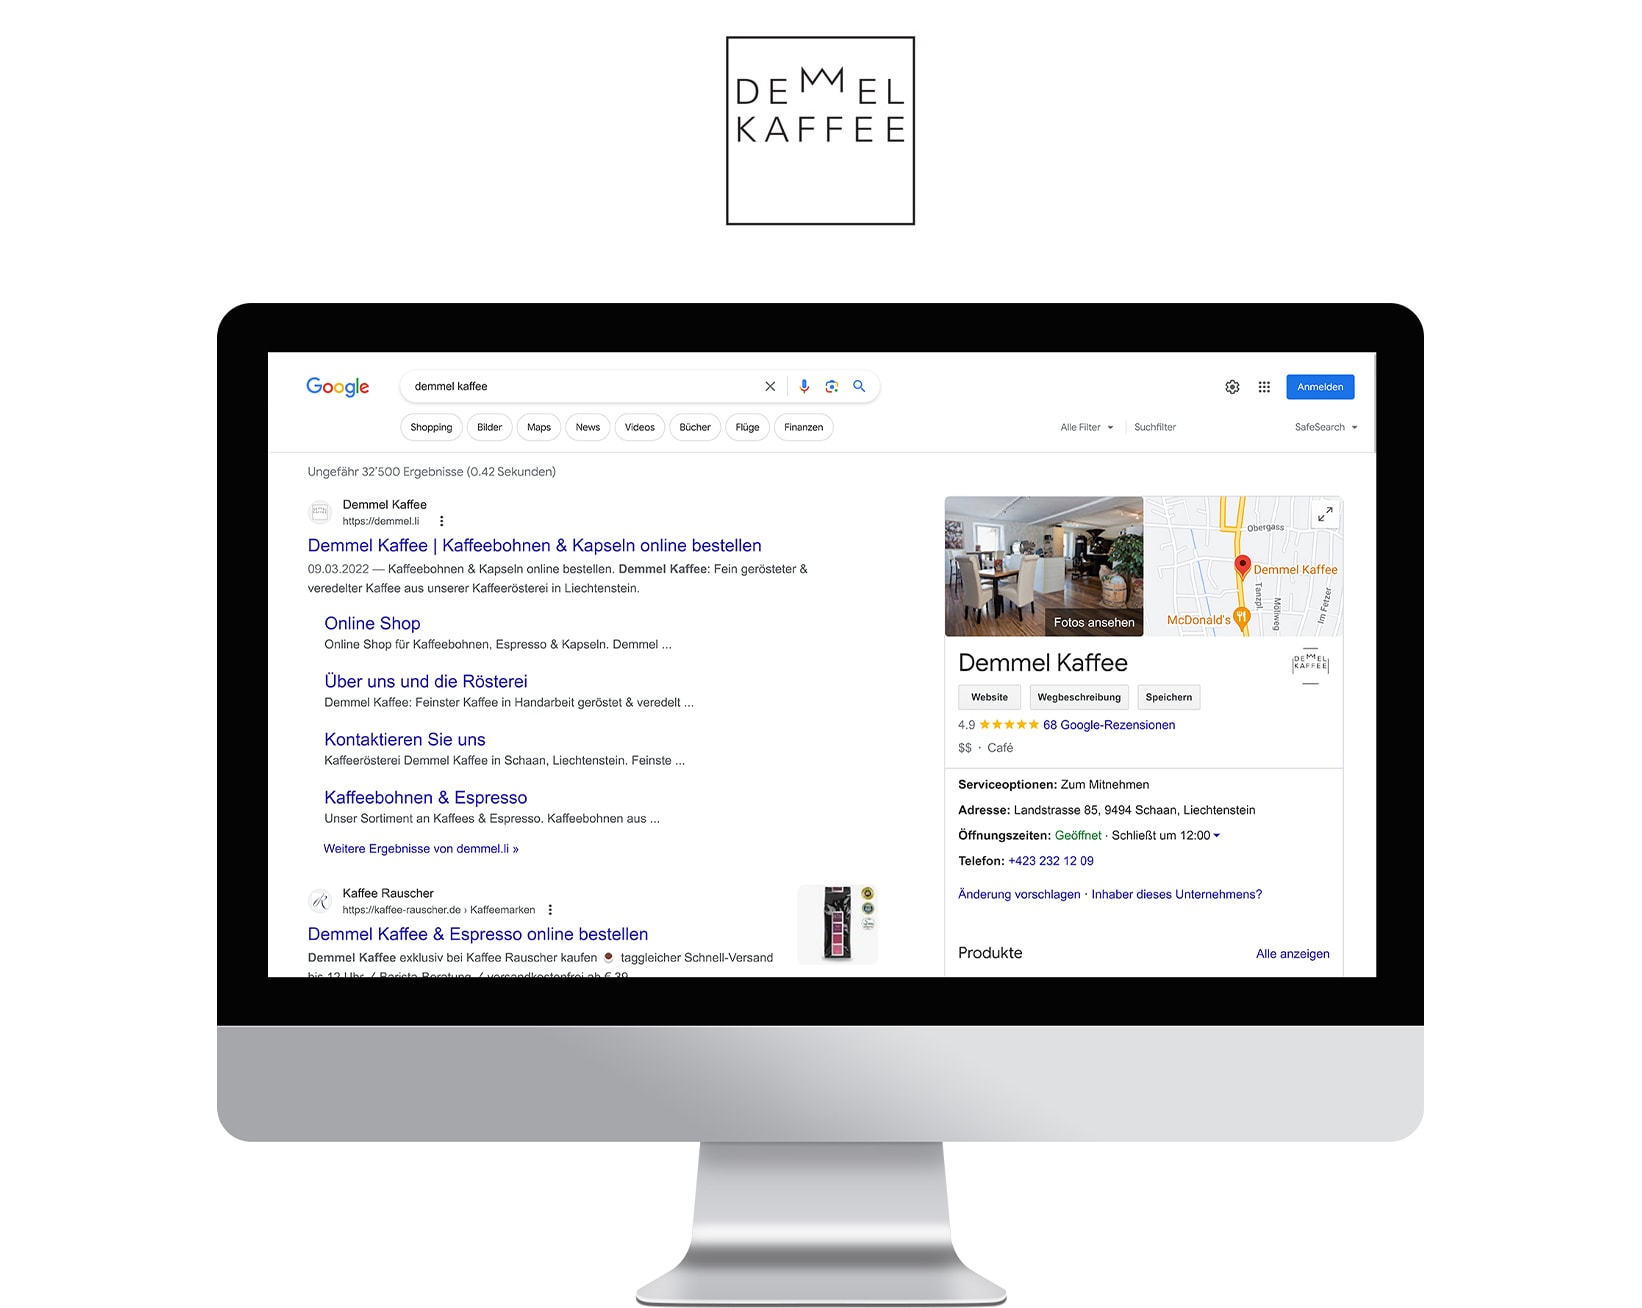 DEMMEL
KAFFEE
Google
demmel kaffee
Anmelden
Shopping
Bilder
Maps
News
Videos
Bücher
Flüge
Finanzen
Alle Filter
Suchfilter
SafeSearch
Ungefähr 32'500 Ergebnisse (0.42 Sekunden)
Demmel Kaffee
https://demmel.li
Demmel Kaffee | Kaffeebohnen & Kapseln online bestellen
09.03.2022 — Kaffeebohnen & Kapseln online bestellen. Demmel Kaffee: Fein gerösteter &
veredelter Kaffee aus unserer Kaffeerösterei in Liechtenstein.
Online Shop
Online Shop für Kaffeebohnen, Espresso & Kapseln. Demmel ...
Über uns und die Rösterei
Demmel Kaffee: Feinster Kaffee in Handarbeit geröstet & veredelt ...
Kontaktieren Sie uns
Kaffeerösterei Demmel Kaffee in Schaan, Liechtenstein. Feinste ...
Kaffeebohnen & Espresso
Unser Sortiment an Kaffees & Espresso. Kaffeebohnen aus ...
Weitere Ergebnisse von demmel.li »
Kaffee Rauscher
https://kaffee-rauscher.de › Kaffeemarken
Demmel Kaffee & Espresso online bestellen
Demmel Kaffee exklusiv bei Kaffee Rauscher kaufen ☕ taggleicher Schnell-Versand
bis 12 Uhr ✓ Barista-Beratung ✓ versandkostenfrei ab € 39
Fotos ansehen
Obergass
Demmel Kaffee
Tanzpl.
Mühlweg
Im Fetzer
McDonald's
Demmel Kaffee
DEMMEL
KAFFEE
Website
Wegbeschreibung
Speichern
4.9 ★★★★★ 68 Google-Rezensionen
$$ · Café
Serviceoptionen: Zum Mitnehmen
Adresse: Landstrasse 85, 9494 Schaan, Liechtenstein
Öffnungszeiten: Geöffnet · Schließt um 12:00
Telefon: +423 232 12 09
Änderung vorschlagen · Inhaber dieses Unternehmens?
Produkte
Alle anzeigen